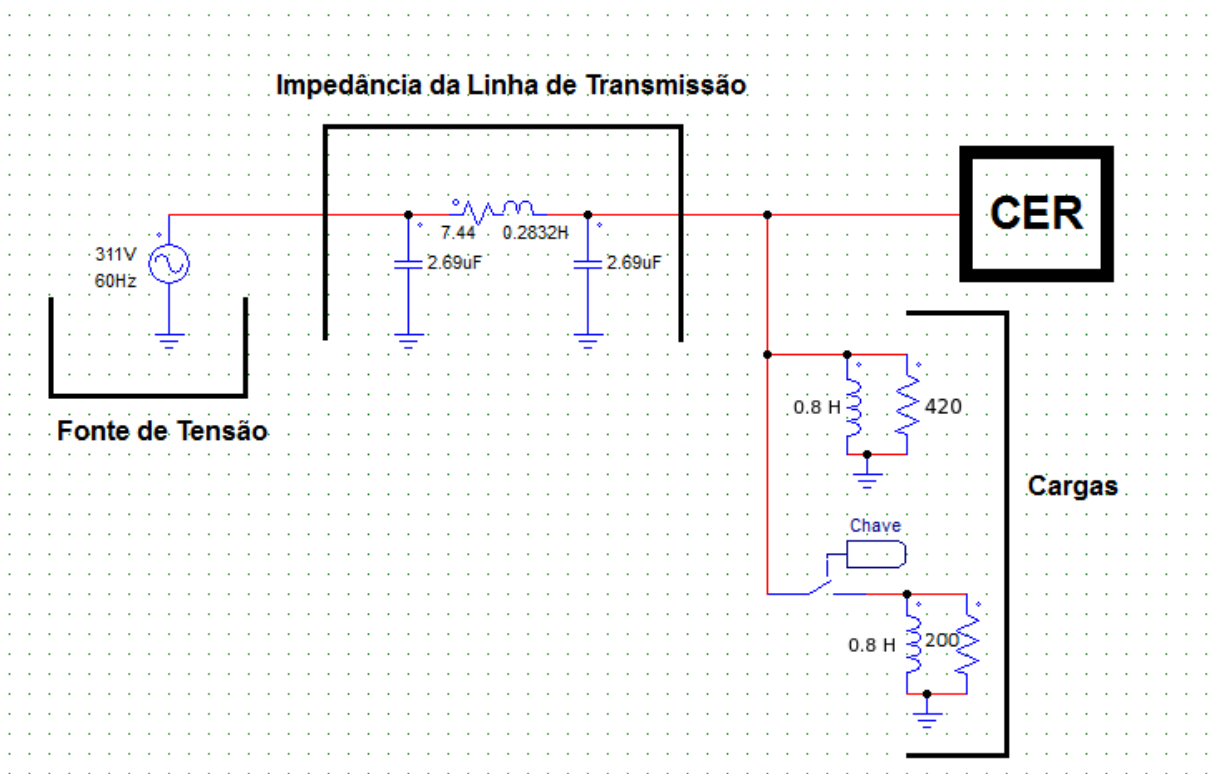 Impedância da Linha de Transmissão
CER
7.44 0.2832H
311V
60Hz
2.69uF 2.69uF
0.8 H 420
Fonte de Tensão
Cargas
Chave
0.8 H 200